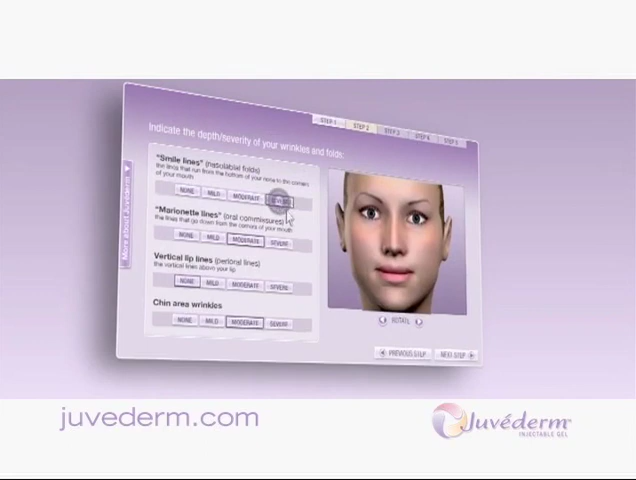 STEP 1 STEP 2 STEP 3 STEP 4 STEP 5
Indicate the depth/severity of your wrinkles and folds:
More about Juvéderm
"Smile lines" (nasolabial folds)
the lines that run from the bottom of your nose to the corners
of your mouth
NONE MILD MODERATE SEVERE
"Marionette lines" (oral commissures)
the lines that go down from the corners of your mouth
NONE MILD MODERATE SEVERE
Vertical lip lines (perioral lines)
the vertical lines above your lip
NONE MILD MODERATE SEVERE
Chin area wrinkles
NONE MILD MODERATE SEVERE
ROTATE
PREVIOUS STEP NEXT STEP
juvederm.com
Juvéderm
INJECTABLE GEL